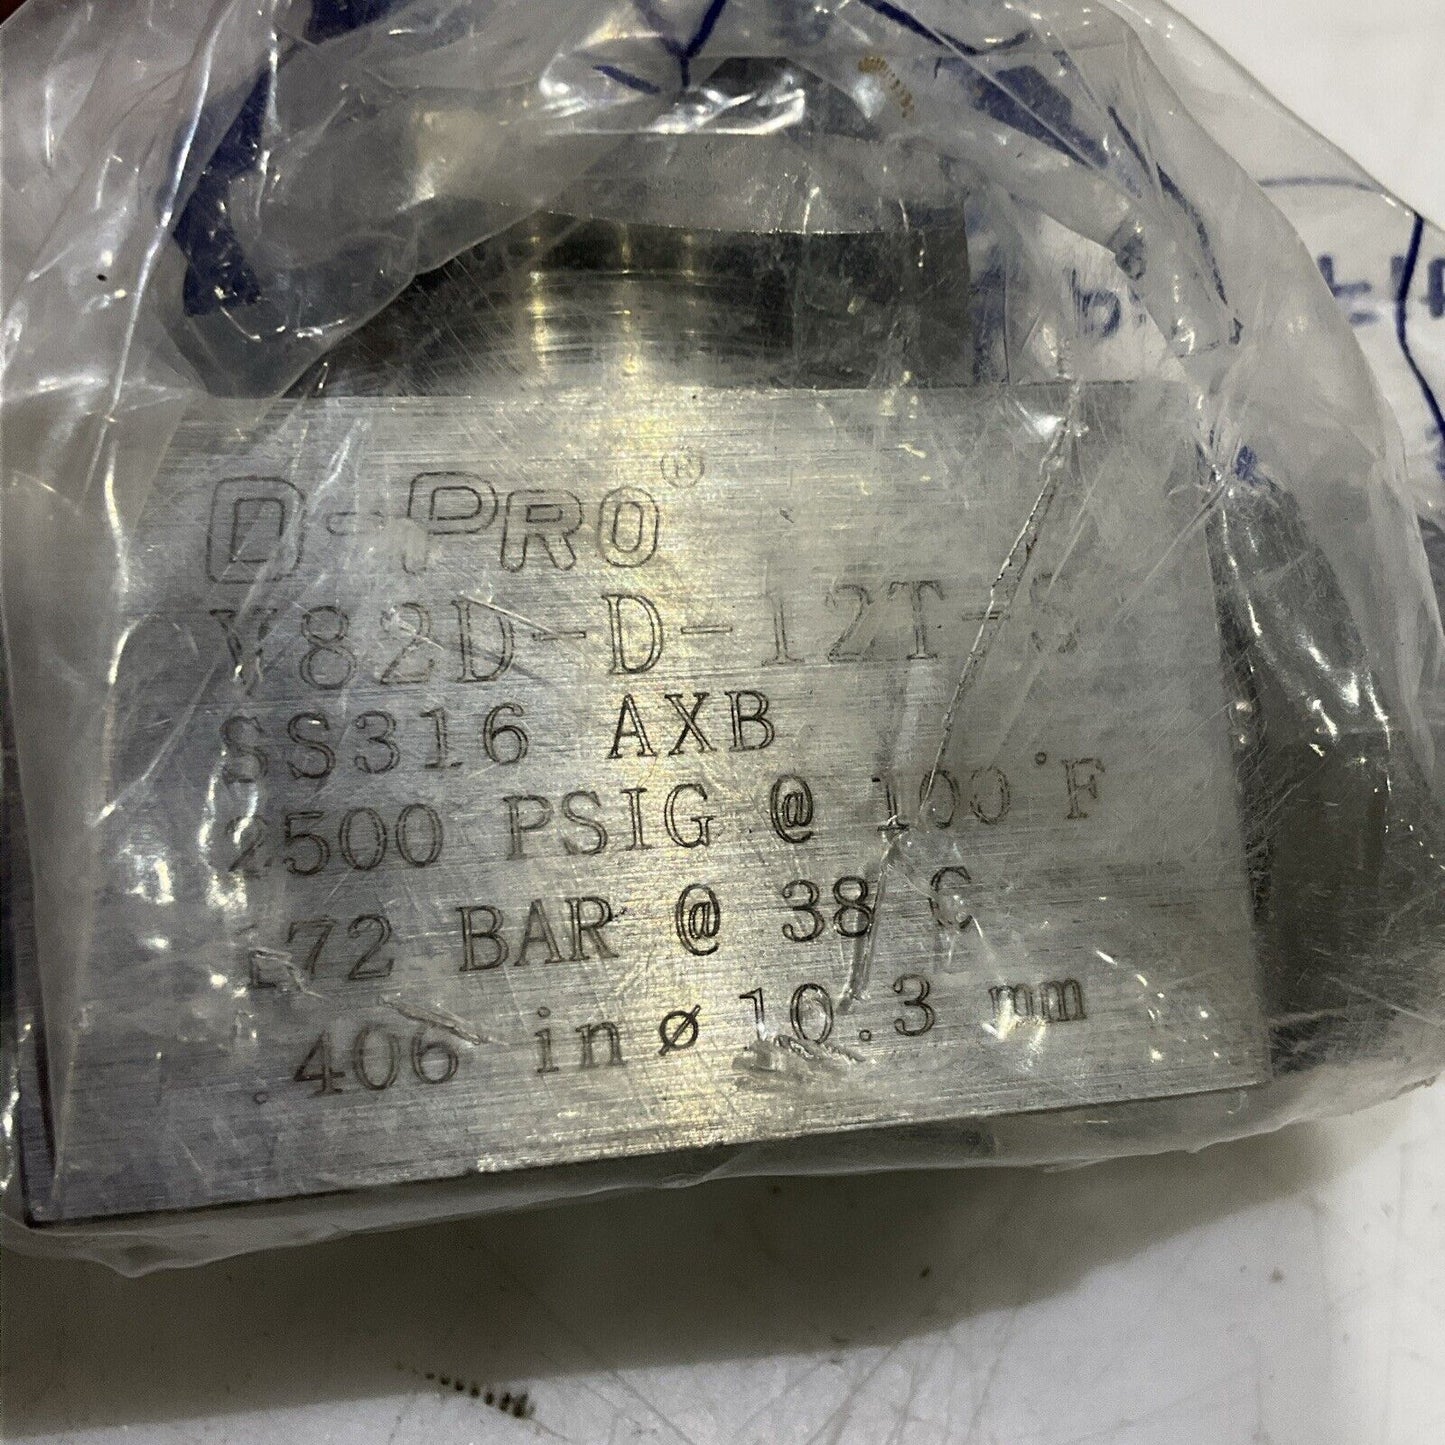 D-PRO®
V82D-D-12T-S
SS316 AXB
2500 PSIG @ 100°F
172 BAR @ 38 C
.406 in ⌀ 10.3 mm